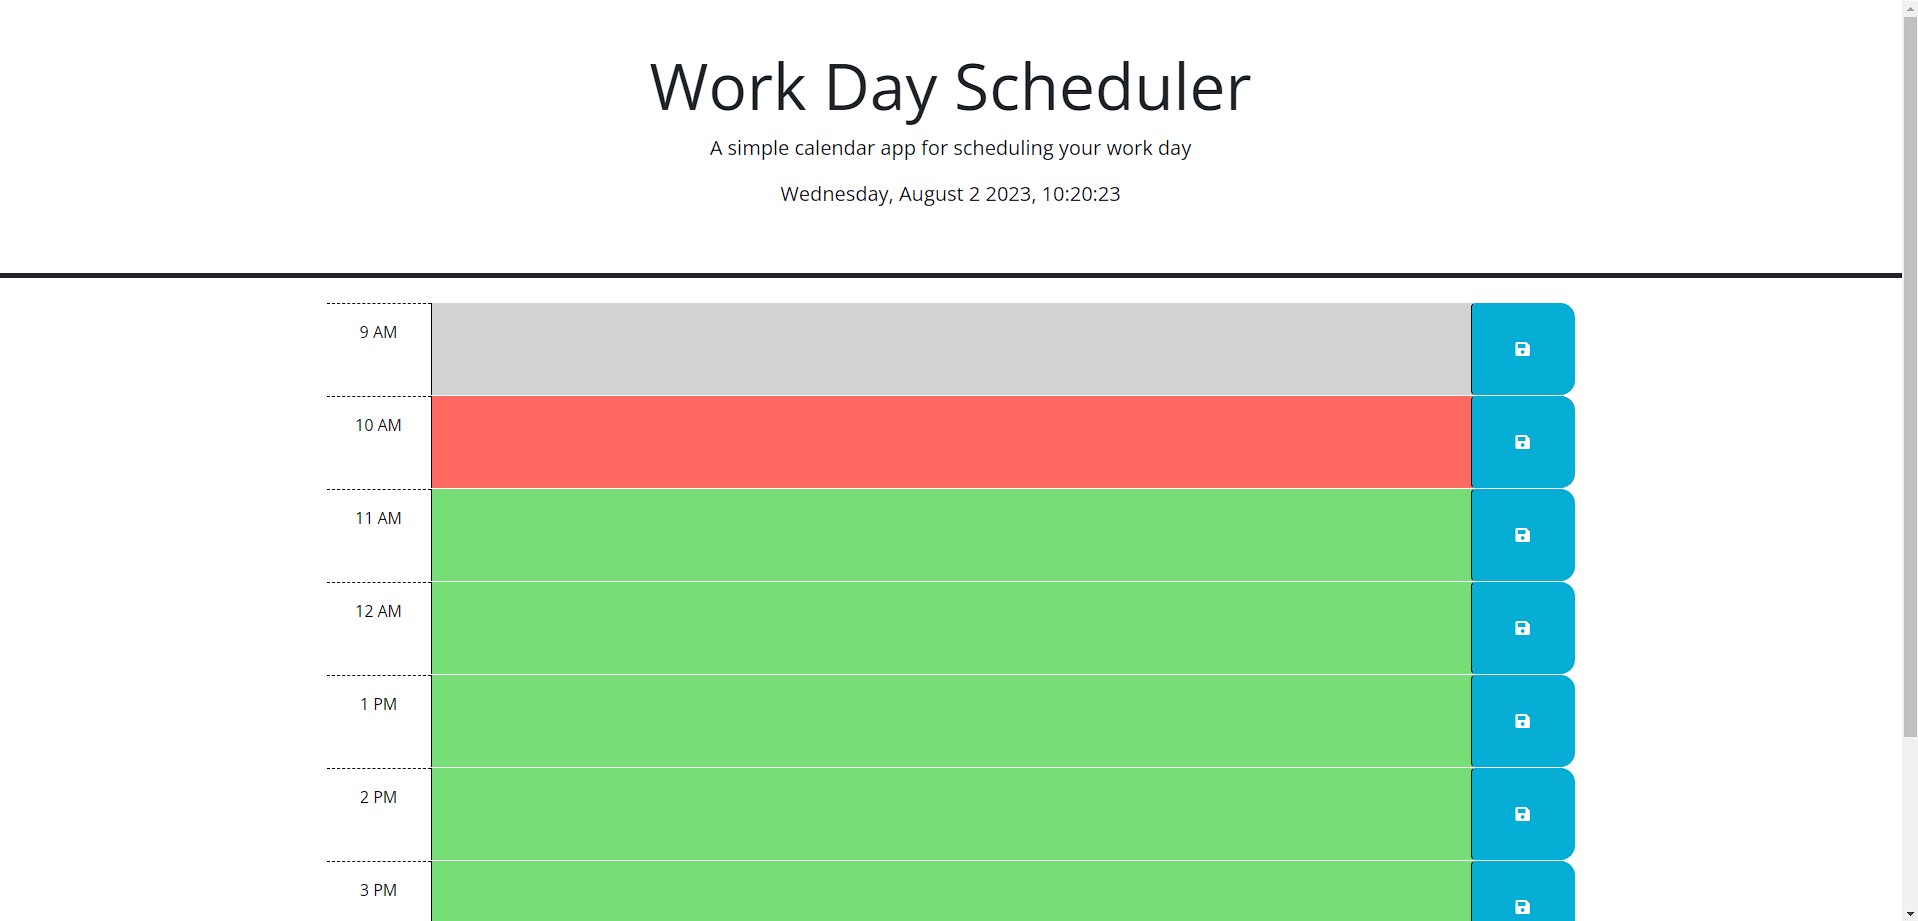 Work Day Scheduler
A simple calendar app for scheduling your work day
Wednesday, August 2 2023, 10:20:23
9 AM
10 AM
11 AM
12 AM
1 PM
2 PM
3 PM